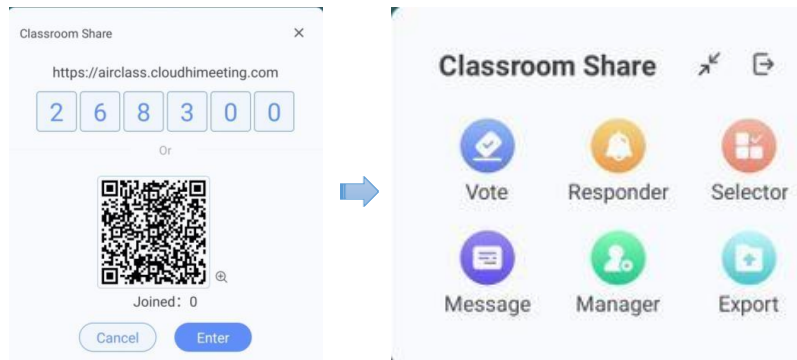 Classroom Share
https://airclass.cloudhimeeting.com
2 6 8 3 0 0
Or
Joined: 0
Cancel Enter
Classroom Share
Vote Responder Selector
Message Manager Export